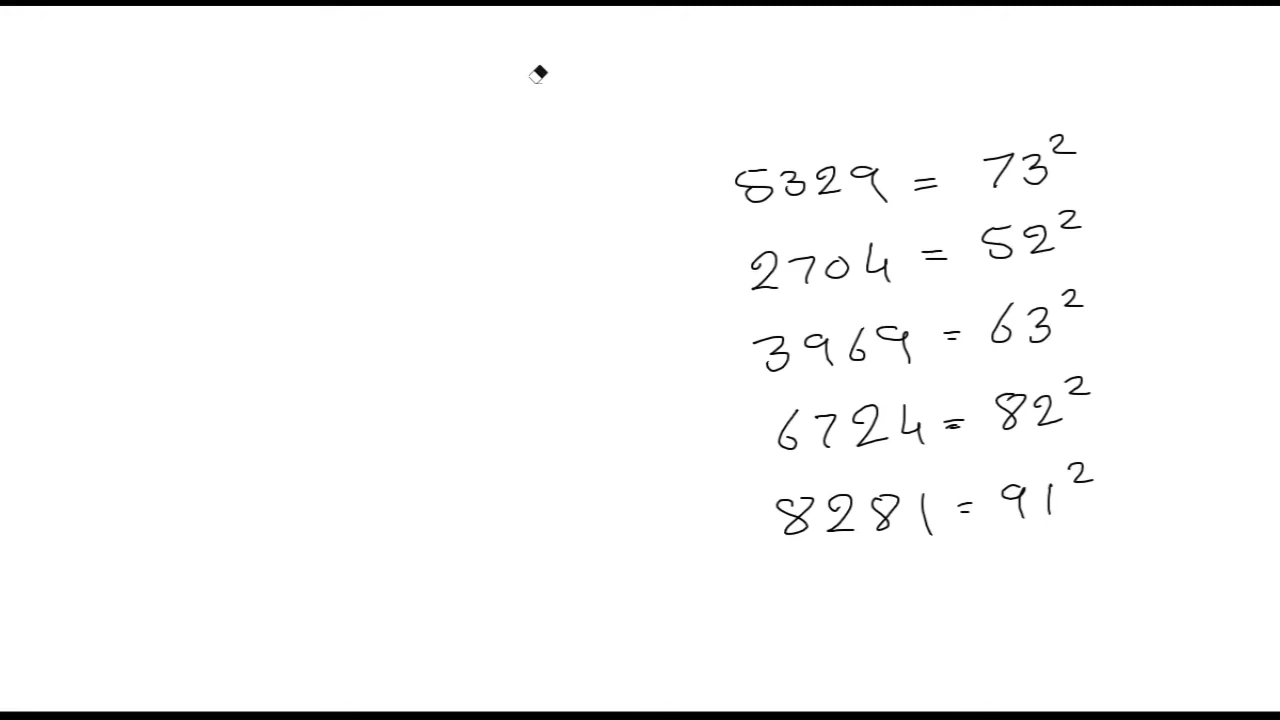 5329 = 73²
2704 = 52²
3969 = 63²
6724 = 82²
8281 = 91²